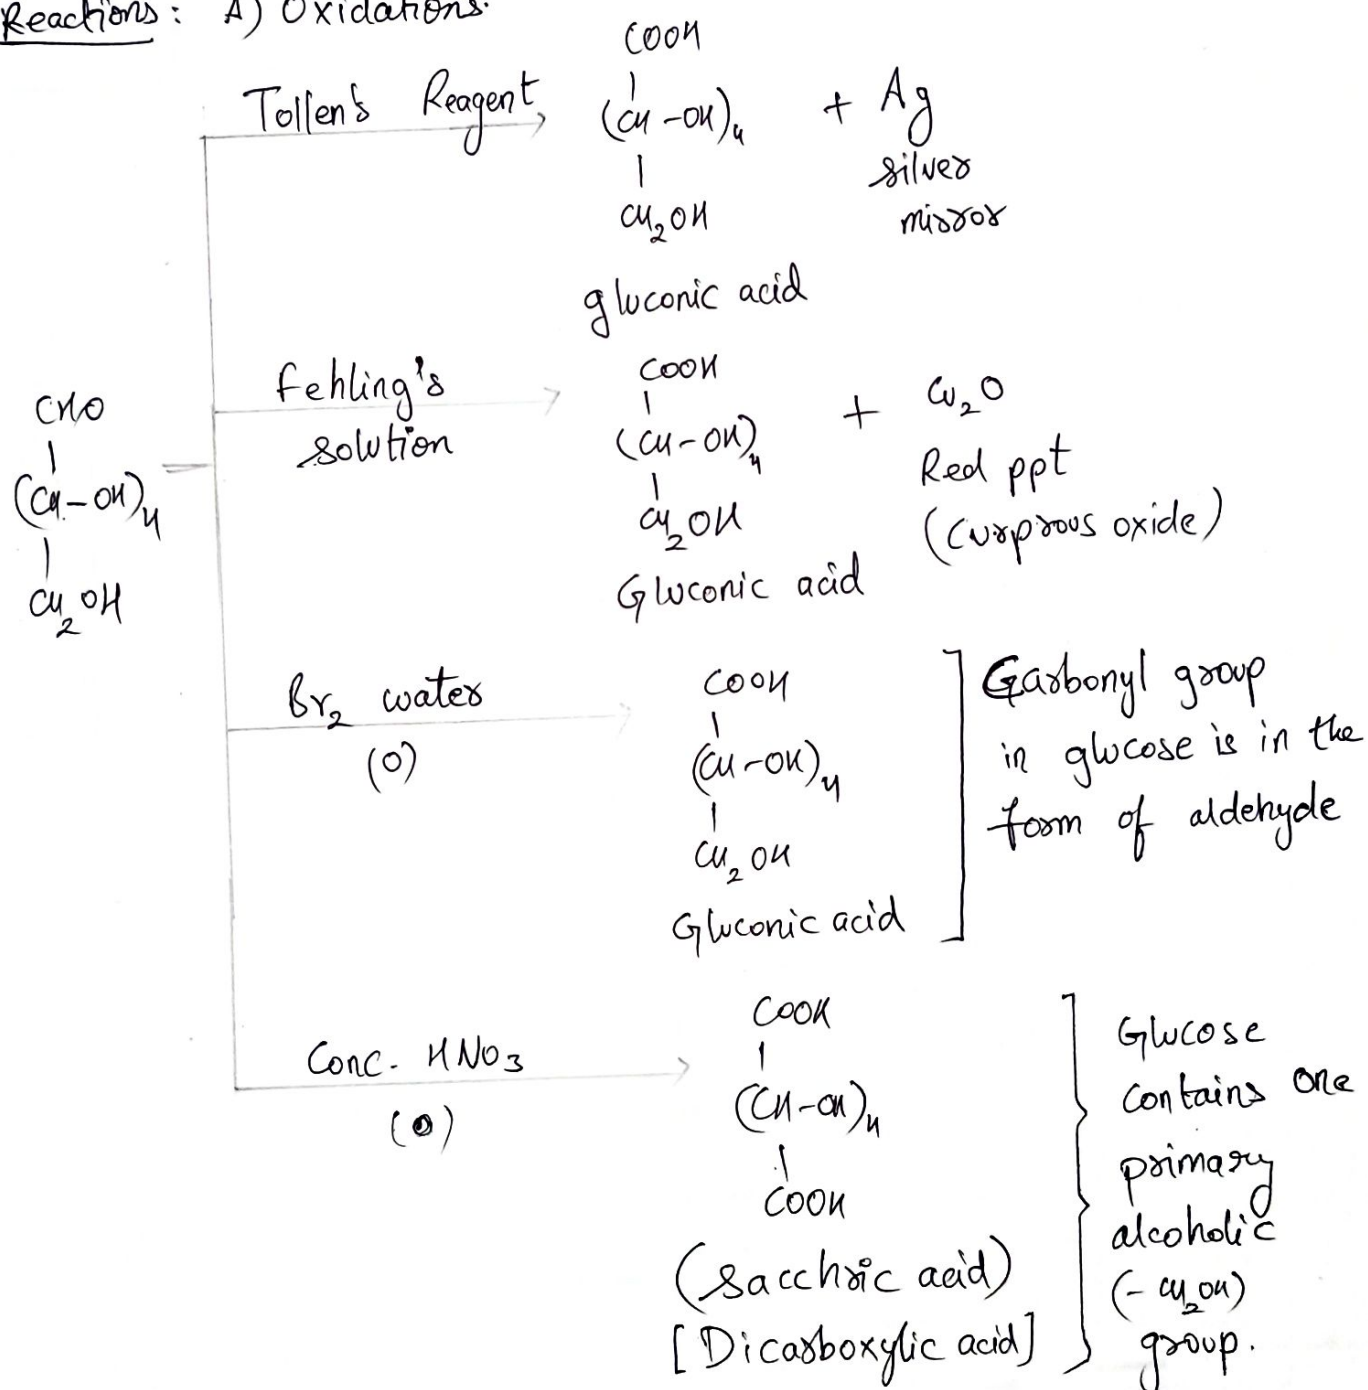 Reactions : A) Oxidations.
Tollen's Reagent
COOH
(CH-OH)₄
CH₂OH
gluconic acid
+ Ag
silver
mirror
CHO
(CH-OH)₄
CH₂OH
Fehling's
solution
COOH
(CH-OH)₄
CH₂OH
Gluconic acid
+ Cu₂O
Red ppt
(Curprous oxide)
Br₂ water
(O)
COOH
(CH-OH)₄
CH₂OH
Gluconic acid
Carbonyl group
in glucose is in the
form of aldehyde
Conc. HNO₃
(O)
COOH
(CH-OH)₄
COOH
(sacchric acid)
[Dicarboxylic acid]
Glucose
contains one
primary
alcoholic
(-CH₂OH)
group.